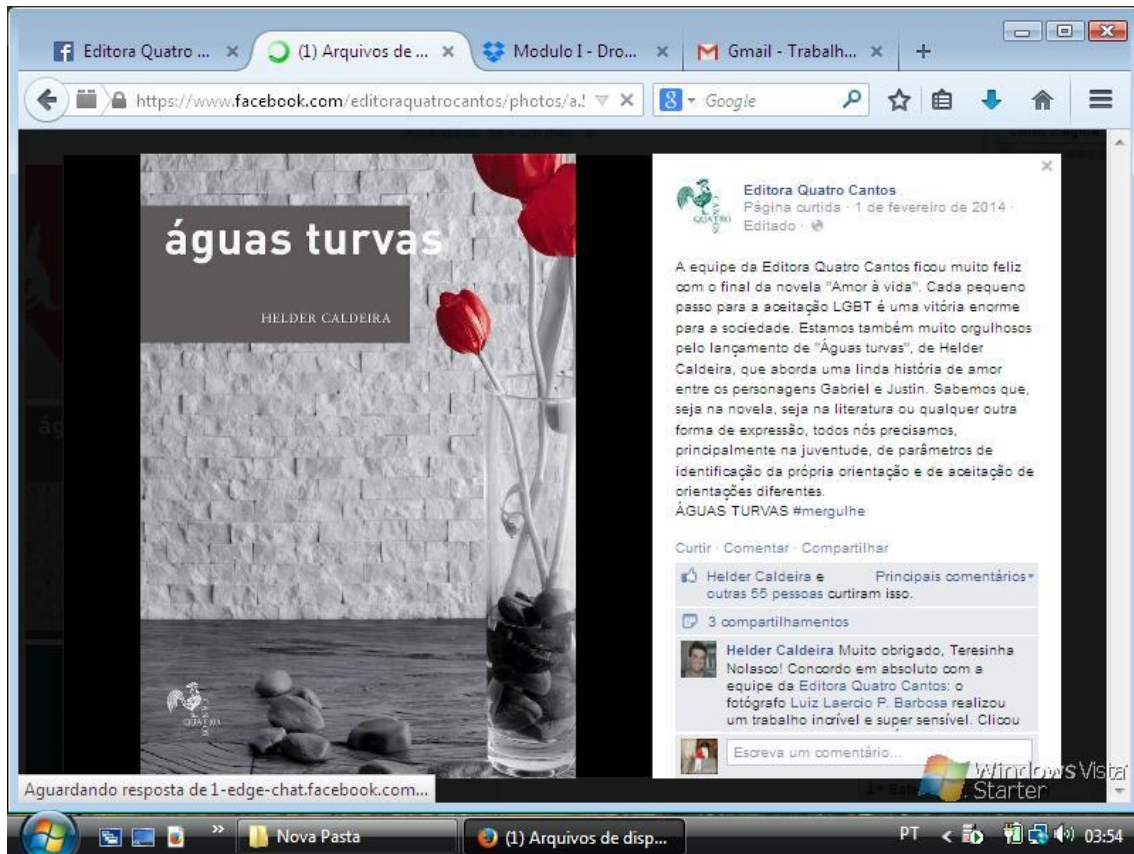 Editora Quatro ...
(1) Arquivos de ...
Modulo I - Dro...
Gmail - Trabalh...
https://www.facebook.com/editoraquatrocantos/photos/a.!
Google
águas turvas
HELDER CALDEIRA
QUATRO
CANTOS
Editora Quatro Cantos
Página curtida · 1 de fevereiro de 2014 ·
Editado ·
A equipe da Editora Quatro Cantos ficou muito feliz
com o final da novela "Amor à vida". Cada pequeno
passo para a aceitação LGBT é uma vitória enorme
para a sociedade. Estamos também muito orgulhosos
pelo lançamento de "Águas turvas", de Helder
Caldeira, que aborda uma linda história de amor
entre os personagens Gabriel e Justin. Sabemos que,
seja na novela, seja na literatura ou qualquer outra
forma de expressão, todos nós precisamos,
principalmente na juventude, de parâmetros de
identificação da própria orientação e de aceitação de
orientações diferentes.
ÁGUAS TURVAS #mergulhe
Curtir · Comentar · Compartilhar
Helder Caldeira e
outras 55 pessoas curtiram isso.
Principais comentários
3 compartilhamentos
Helder Caldeira Muito obrigado, Teresinha
Nolasco! Concordo em absoluto com a
equipe da Editora Quatro Cantos: o
fotógrafo Luiz Laercio P. Barbosa realizou
um trabalho incrível e super sensível. Clicou
Escreva um comentário...
Windows Vista
Starter
Aguardando resposta de 1-edge-chat.facebook.com...
Nova Pasta
(1) Arquivos de disp...
PT
03:54